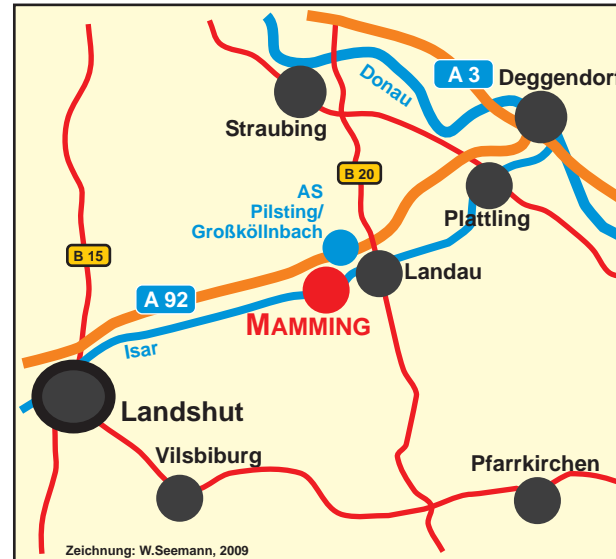 A 3
Deggendorf
Donau
Straubing
B 20
AS
Pilsting/
Großköllnbach
Plattling
B 15
Landau
A 92
MAMMING
Isar
Landshut
Vilsbiburg
Pfarrkirchen
Zeichnung: W.Seemann, 2009